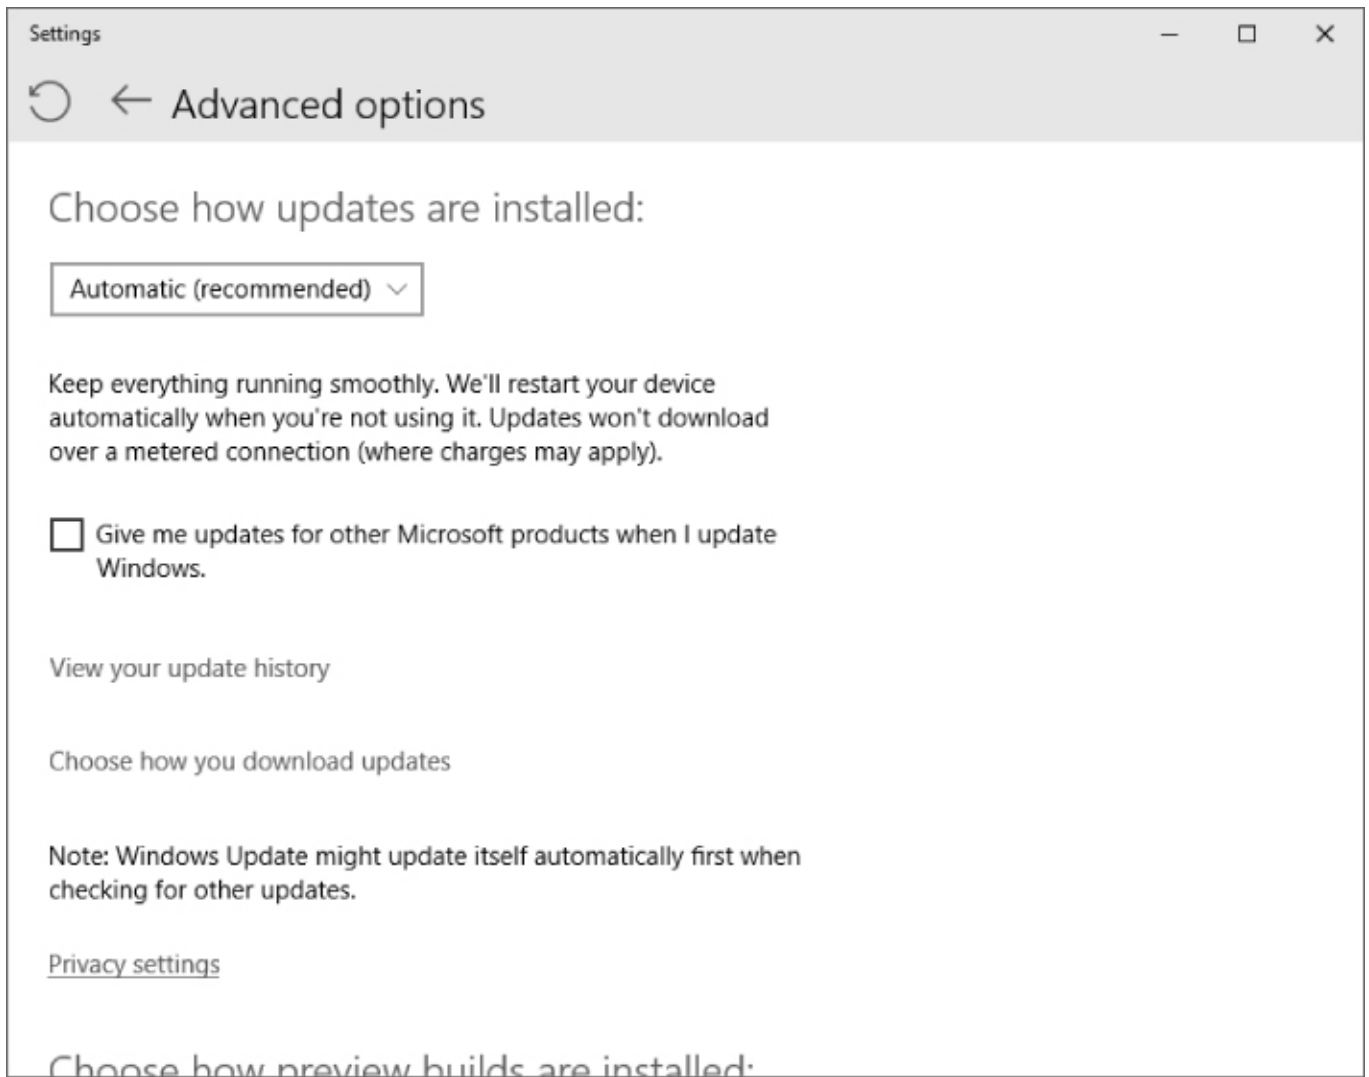 Settings
Advanced options
Choose how updates are installed:
Automatic (recommended)
Keep everything running smoothly. We'll restart your device
automatically when you're not using it. Updates won't download
over a metered connection (where charges may apply).
Give me updates for other Microsoft products when I update
Windows.
View your update history
Choose how you download updates
Note: Windows Update might update itself automatically first when
checking for other updates.
Privacy settings
Choose how preview builds are installed: